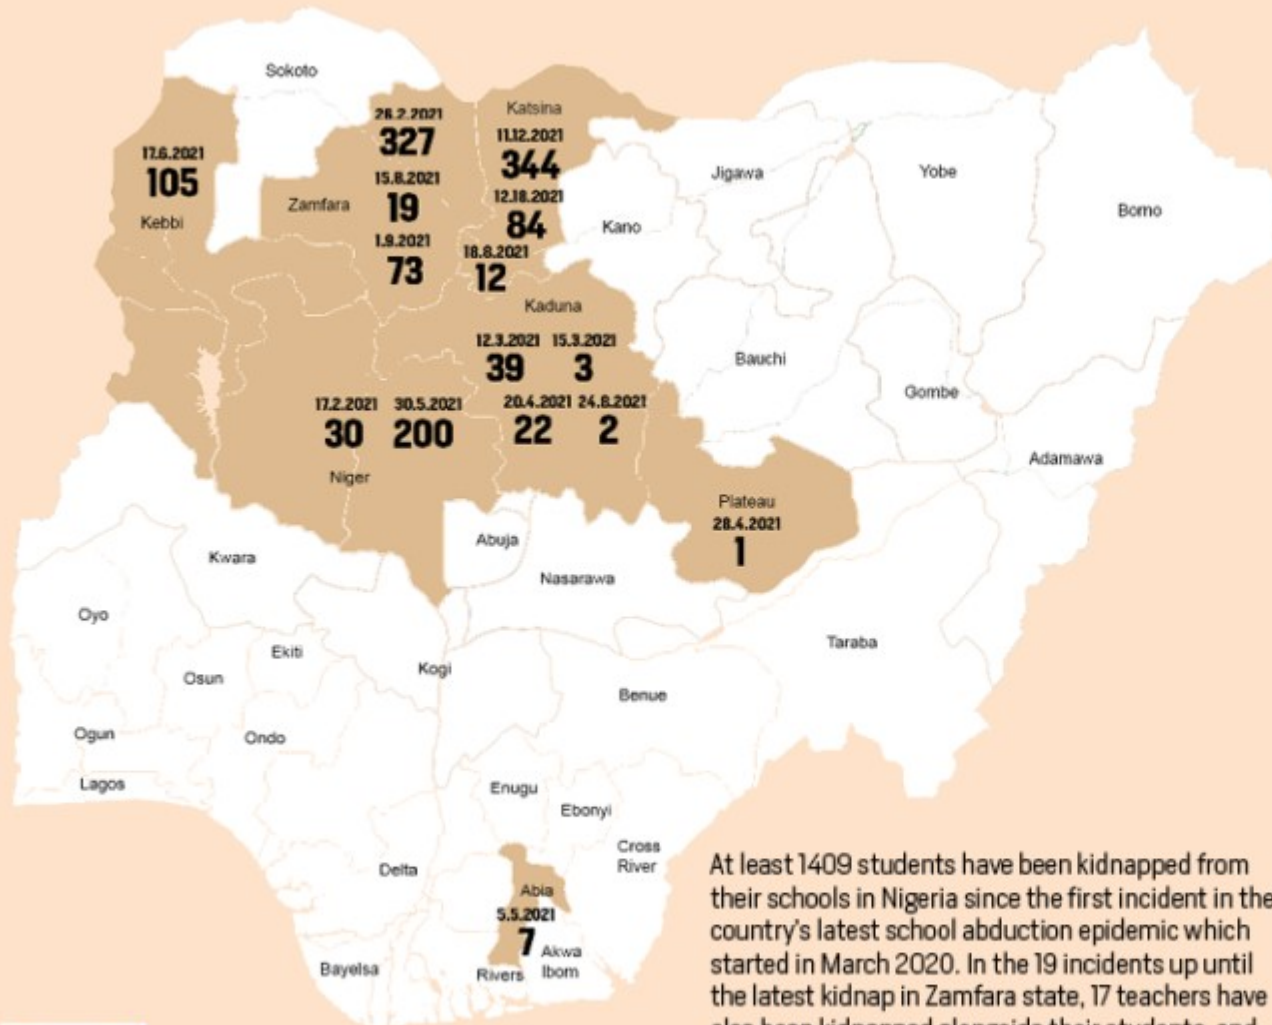 Sokoto
26.2.2021
327
Katsina
11.12.2021
344
17.6.2021
105
Kebbi
Zamfara
15.8.2021
19
12.18.2021
84
1.9.2021
73
18.8.2021
12
Kano
Jigawa
Yobe
Borno
Kaduna
12.3.2021 15.3.2021
39 3
20.4.2021 24.8.2021
22 2
17.2.2021 30.5.2021
30 200
Niger
Bauchi
Gombe
Adamawa
Plateau
28.4.2021
1
Abuja
Nasarawa
Kwara
Oyo
Ekiti
Osun
Kogi
Benue
Taraba
Ogun
Ondo
Lagos
Enugu
Ebonyi
Cross
River
Delta
Abia
5.5.2021
7
Akwa
Ibom
Rivers
Bayelsa
At least 1409 students have been kidnapped from
their schools in Nigeria since the first incident in the
country's latest school abduction epidemic which
started in March 2020. In the 19 incidents up until
the latest kidnap in Zamfara state, 17 teachers have
also been kidnapped alongside their students, and